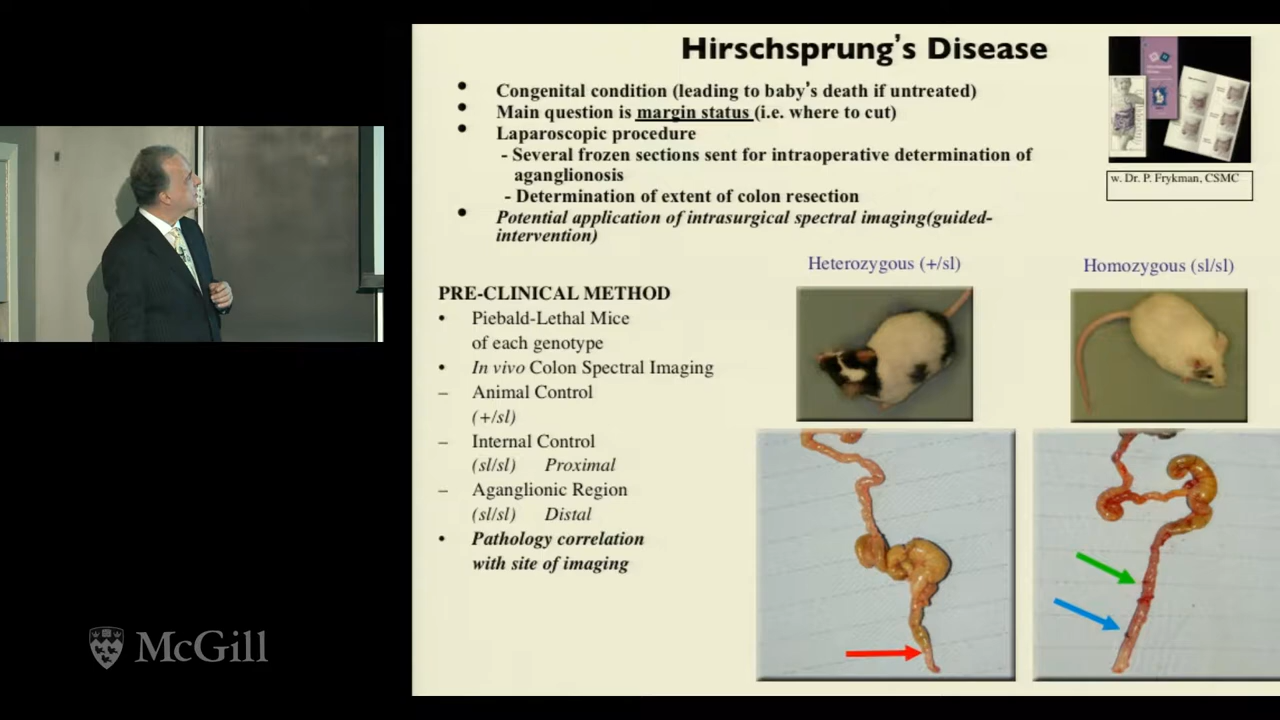 Hirschsprung's Disease
• Congenital condition (leading to baby's death if untreated)
• Main question is margin status (i.e. where to cut)
• Laparoscopic procedure
- Several frozen sections sent for intraoperative determination of
aganglionosis
- Determination of extent of colon resection
• Potential application of intrasurgical spectral imaging(guided-
intervention)
w. Dr. P. Frykman, CSMC
PRE-CLINICAL METHOD
• Piebald-Lethal Mice
of each genotype
• In vivo Colon Spectral Imaging
– Animal Control
(+/sl)
– Internal Control
(sl/sl) Proximal
– Aganglionic Region
(sl/sl) Distal
• Pathology correlation
with site of imaging
Heterozygous (+/sl)
Homozygous (sl/sl)
McGill